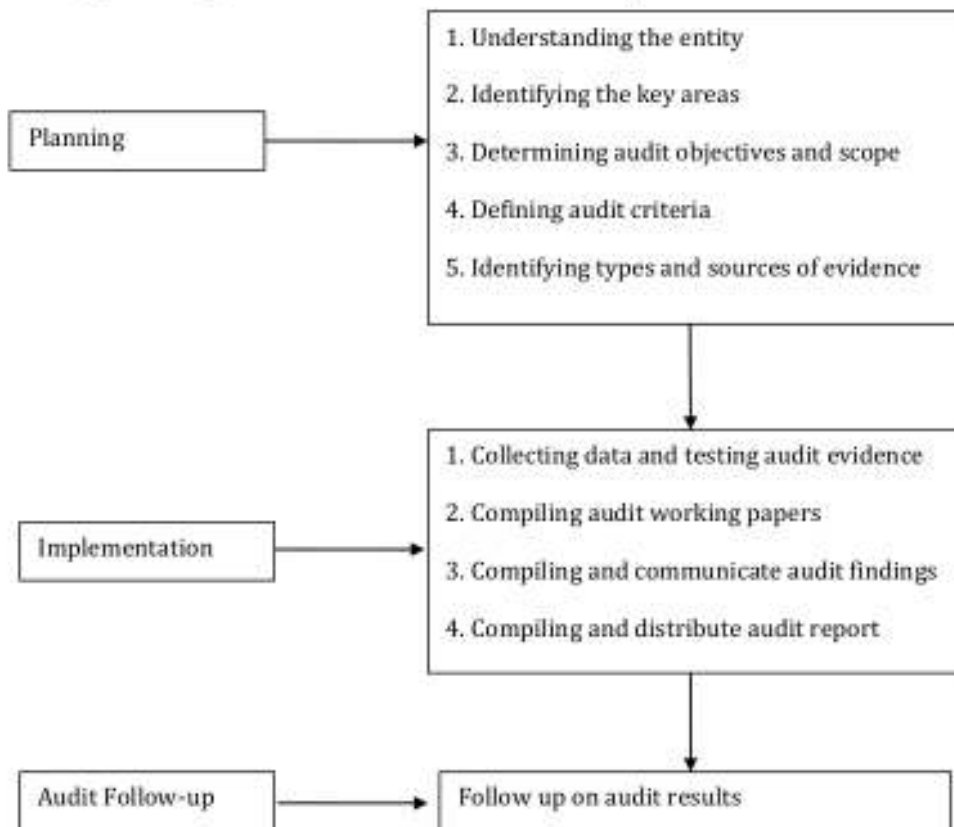 Planning
1. Understanding the entity
2. Identifying the key areas
3. Determining audit objectives and scope
4. Defining audit criteria
5. Identifying types and sources of evidence
Implementation
1. Collecting data and testing audit evidence
2. Compiling audit working papers
3. Compiling and communicate audit findings
4. Compiling and distribute audit report
Audit Follow-up
Follow up on audit results